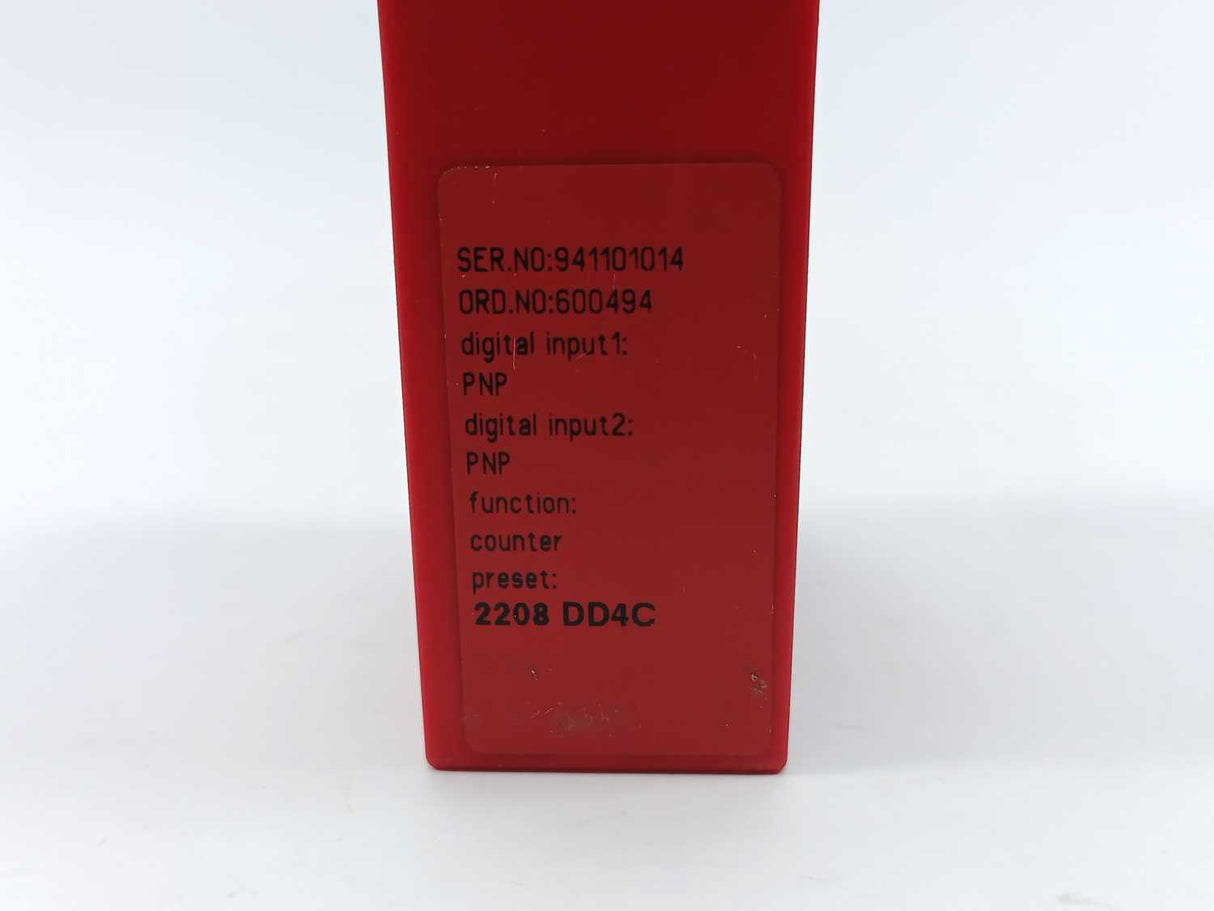 SER.NO:941101014
ORD.NO:600494
digital input1:
PNP
digital input2:
PNP
function:
counter
preset:
2208 DD4C